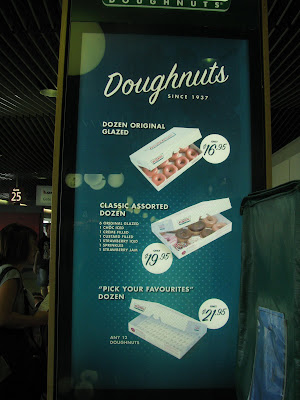 DOUGHNUTS
Doughnuts
SINCE 1937
DOZEN ORIGINAL
GLAZED
$16.95
CLASSIC ASSORTED
DOZEN
6 ORIGINAL GLAZED
1 CHOC ICED
1 CRÈME FILLED
1 CUSTARD FILLED
1 STRAWBERRY ICED
1 SPRINKLES
1 STRAWBERRY JAM
$19.95
"PICK YOUR FAVOURITES"
DOZEN
ANY 12
DOUGHNUTS
$21.95
25